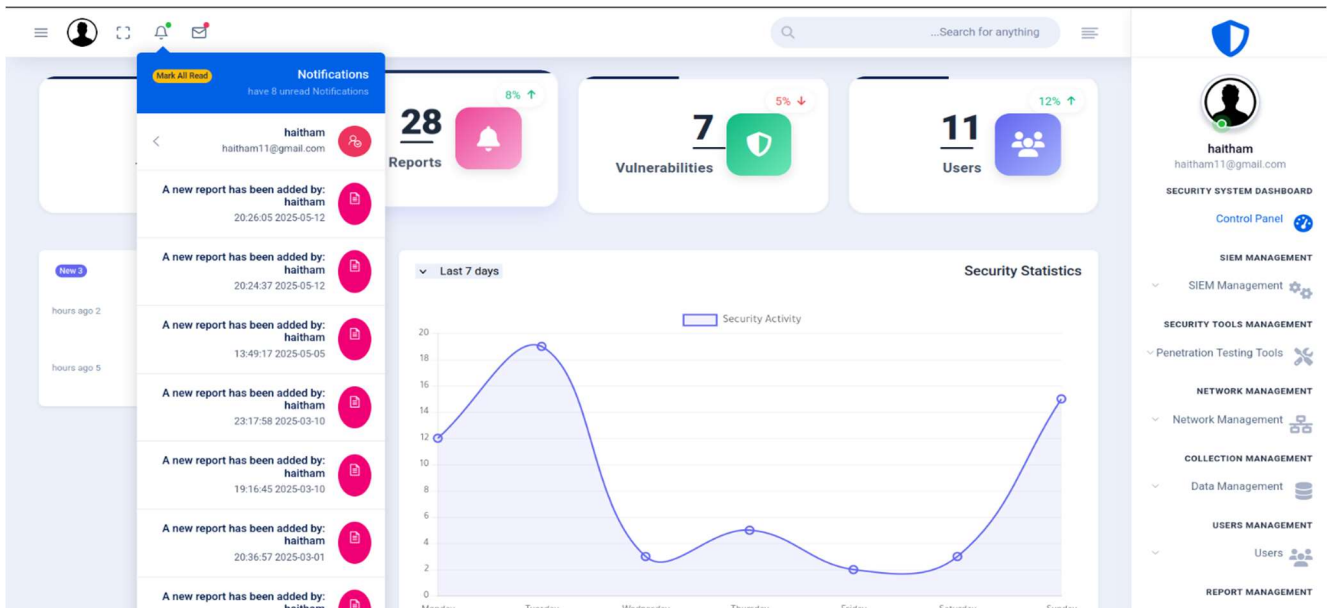 ...Search for anything
Mark All Read
Notifications
have 8 unread Notifications
haitham
haitham11@gmail.com
A new report has been added by:
haitham
20:26:05 2025-05-12
A new report has been added by:
haitham
20:24:37 2025-05-12
A new report has been added by:
haitham
13:49:17 2025-05-05
A new report has been added by:
haitham
23:17:58 2025-03-10
A new report has been added by:
haitham
19:16:45 2025-03-10
A new report has been added by:
haitham
20:36:57 2025-03-01
A new report has been added by:
haitham
8%
28
Reports
5%
7
Vulnerabilities
12%
11
Users
New 3
hours ago 2
hours ago 5
Last 7 days
Security Statistics
Security Activity
20
18
16
14
12
10
8
6
4
2
0
Monday Tuesday Wednesday Thursday Friday Saturday Sunday
haitham
haitham11@gmail.com
SECURITY SYSTEM DASHBOARD
Control Panel
SIEM MANAGEMENT
SIEM Management
SECURITY TOOLS MANAGEMENT
Penetration Testing Tools
NETWORK MANAGEMENT
Network Management
COLLECTION MANAGEMENT
Data Management
USERS MANAGEMENT
Users
REPORT MANAGEMENT